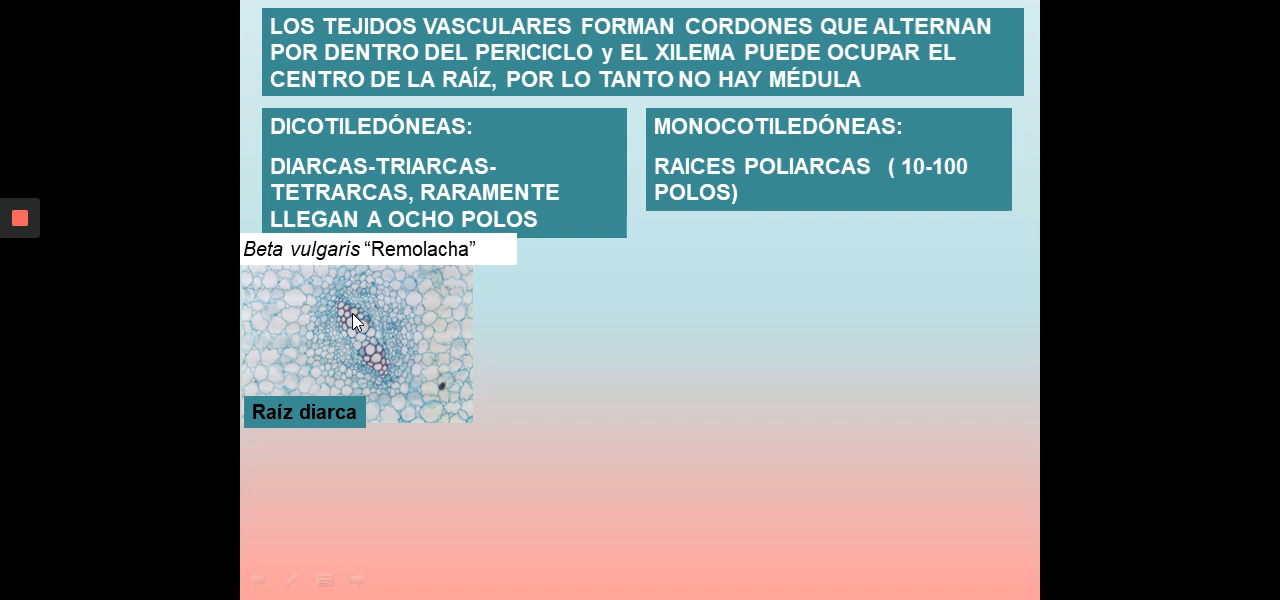 LOS TEJIDOS VASCULARES FORMAN CORDONES QUE ALTERNAN
POR DENTRO DEL PERICICLO y EL XILEMA PUEDE OCUPAR EL
CENTRO DE LA RAÍZ, POR LO TANTO NO HAY MÉDULA
DICOTILEDÓNEAS:
DIARCAS-TRIARCAS-
TETRARCAS, RARAMENTE
LLEGAN A OCHO POLOS
MONOCOTILEDÓNEAS:
RAICES POLIARCAS ( 10-100
POLOS)
Beta vulgaris “Remolacha”
Raíz diarca